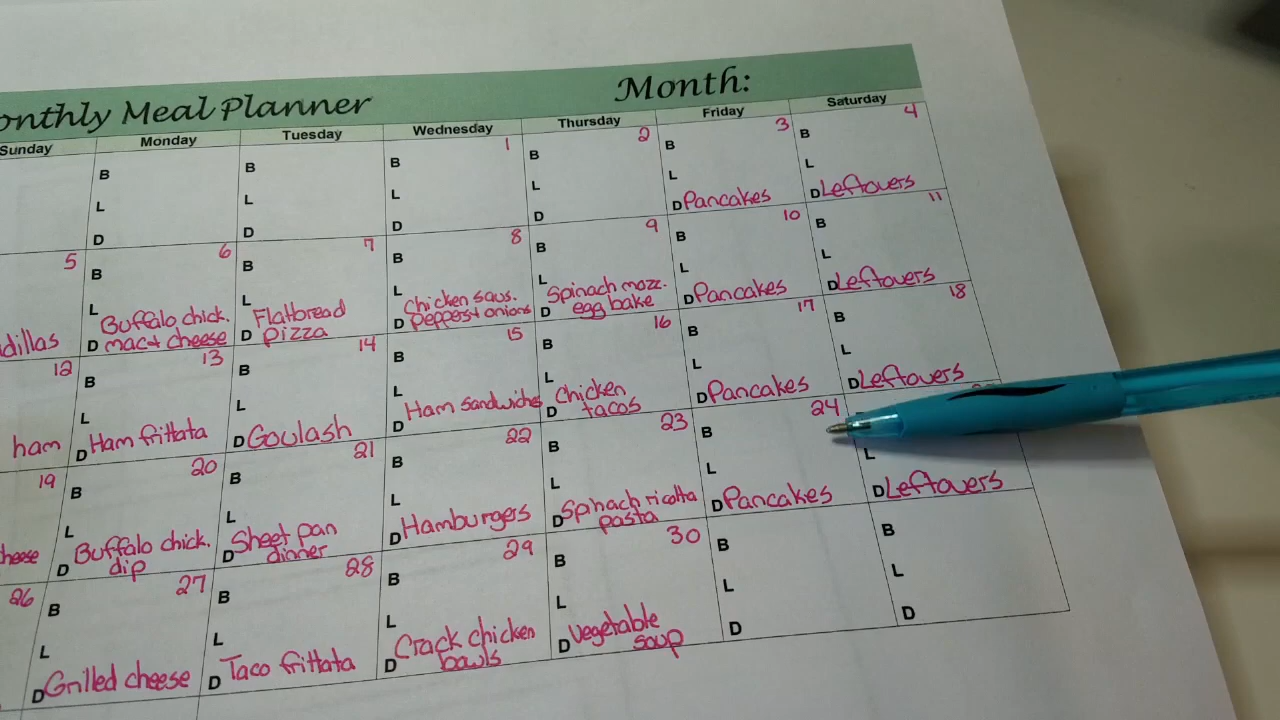 onthly Meal Planner Month:
Sunday Monday Tuesday Wednesday Thursday Friday Saturday
1 2 3 4
B B B B B B
L L L L L L
D D D D D Pancakes D Leftovers
5 6 7 8 9 10 11
B B B B B B
L Buffalo chick. L Flatbread L Chicken saus. L Spinach mozz. L L
dillas D mac + cheese D pizza D peppers + onions D egg bake D Pancakes D Leftovers
12 13 14 15 16 17 18
B B B B B B
L L L L Chicken L L
ham D Ham frittata D Goulash D Ham sandwiches D tacos D Pancakes D Leftovers
19 20 21 22 23 24
B B B B B
L Buffalo chick. L Sheet pan L L Spinach ricotta L L
heese D dip D dinner D Hamburgers D pasta D Pancakes D Leftovers
26 27 28 29 30
B B B B B B
L L L Crack chicken L Vegetable L L
D Grilled cheese D Taco frittata D bowls D soup D D